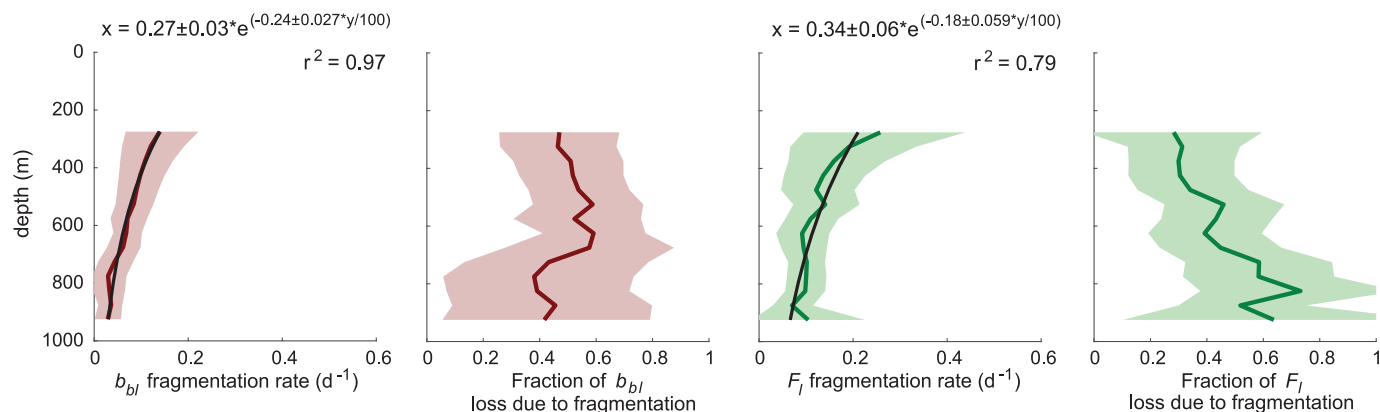 x = 0.27±0.03*e^(-0.24±0.027*y/100)
r² = 0.97
x = 0.34±0.06*e^(-0.18±0.059*y/100)
r² = 0.79
depth (m)
0
200
400
600
800
1000
0 0.2 0.4 0.6
b_bl fragmentation rate (d⁻¹)
0 0.2 0.4 0.6 0.8 1
Fraction of b_bl
loss due to fragmentation
0 0.2 0.4 0.6
F_l fragmentation rate (d⁻¹)
0 0.2 0.4 0.6 0.8 1
Fraction of F_l
loss due to fragmentation